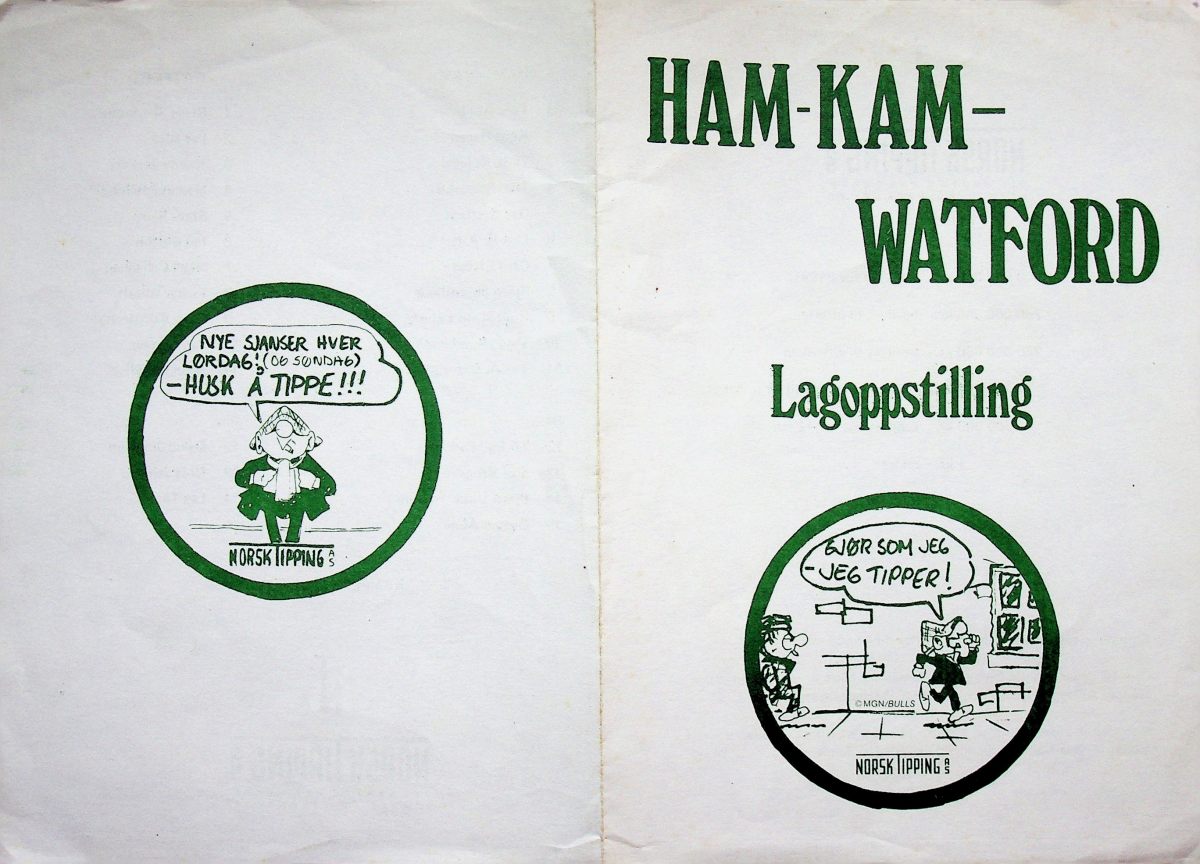 NYE SJANSER HVER
LØRDAG! (OG SØNDAG)
- HUSK Å TIPPE!!!
NORSK TIPPING AS
HAM-KAM-
WATFORD
Lagoppstilling
GJØR SOM JEG
- JEG TIPPER!
© MGN/BULLS
NORSK TIPPING AS